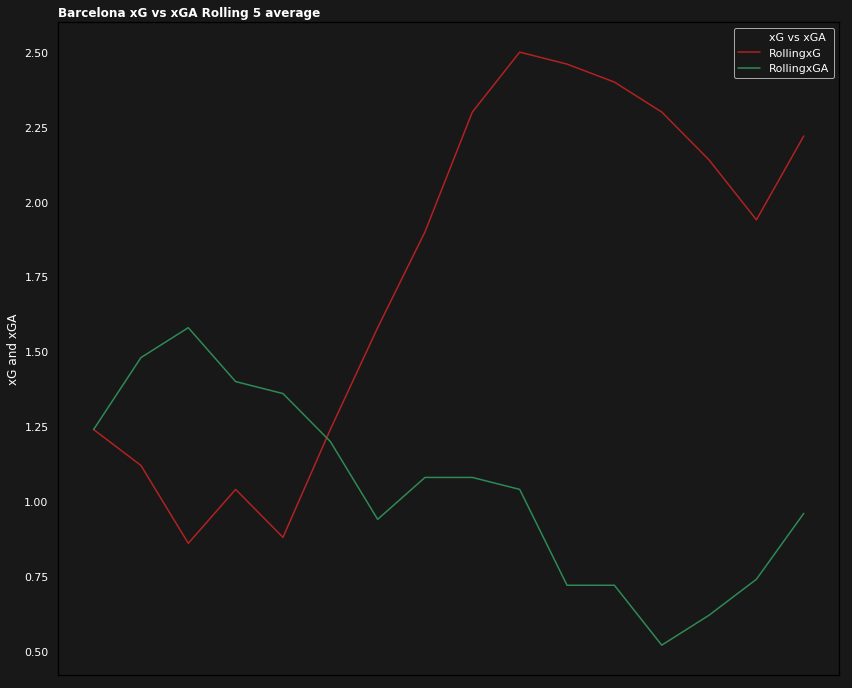 Barcelona xG vs xGA Rolling 5 average
xG vs xGA
RollingxG
RollingxGA
2.50
2.25
2.00
1.75
1.50
1.25
1.00
0.75
0.50
xG and xGA